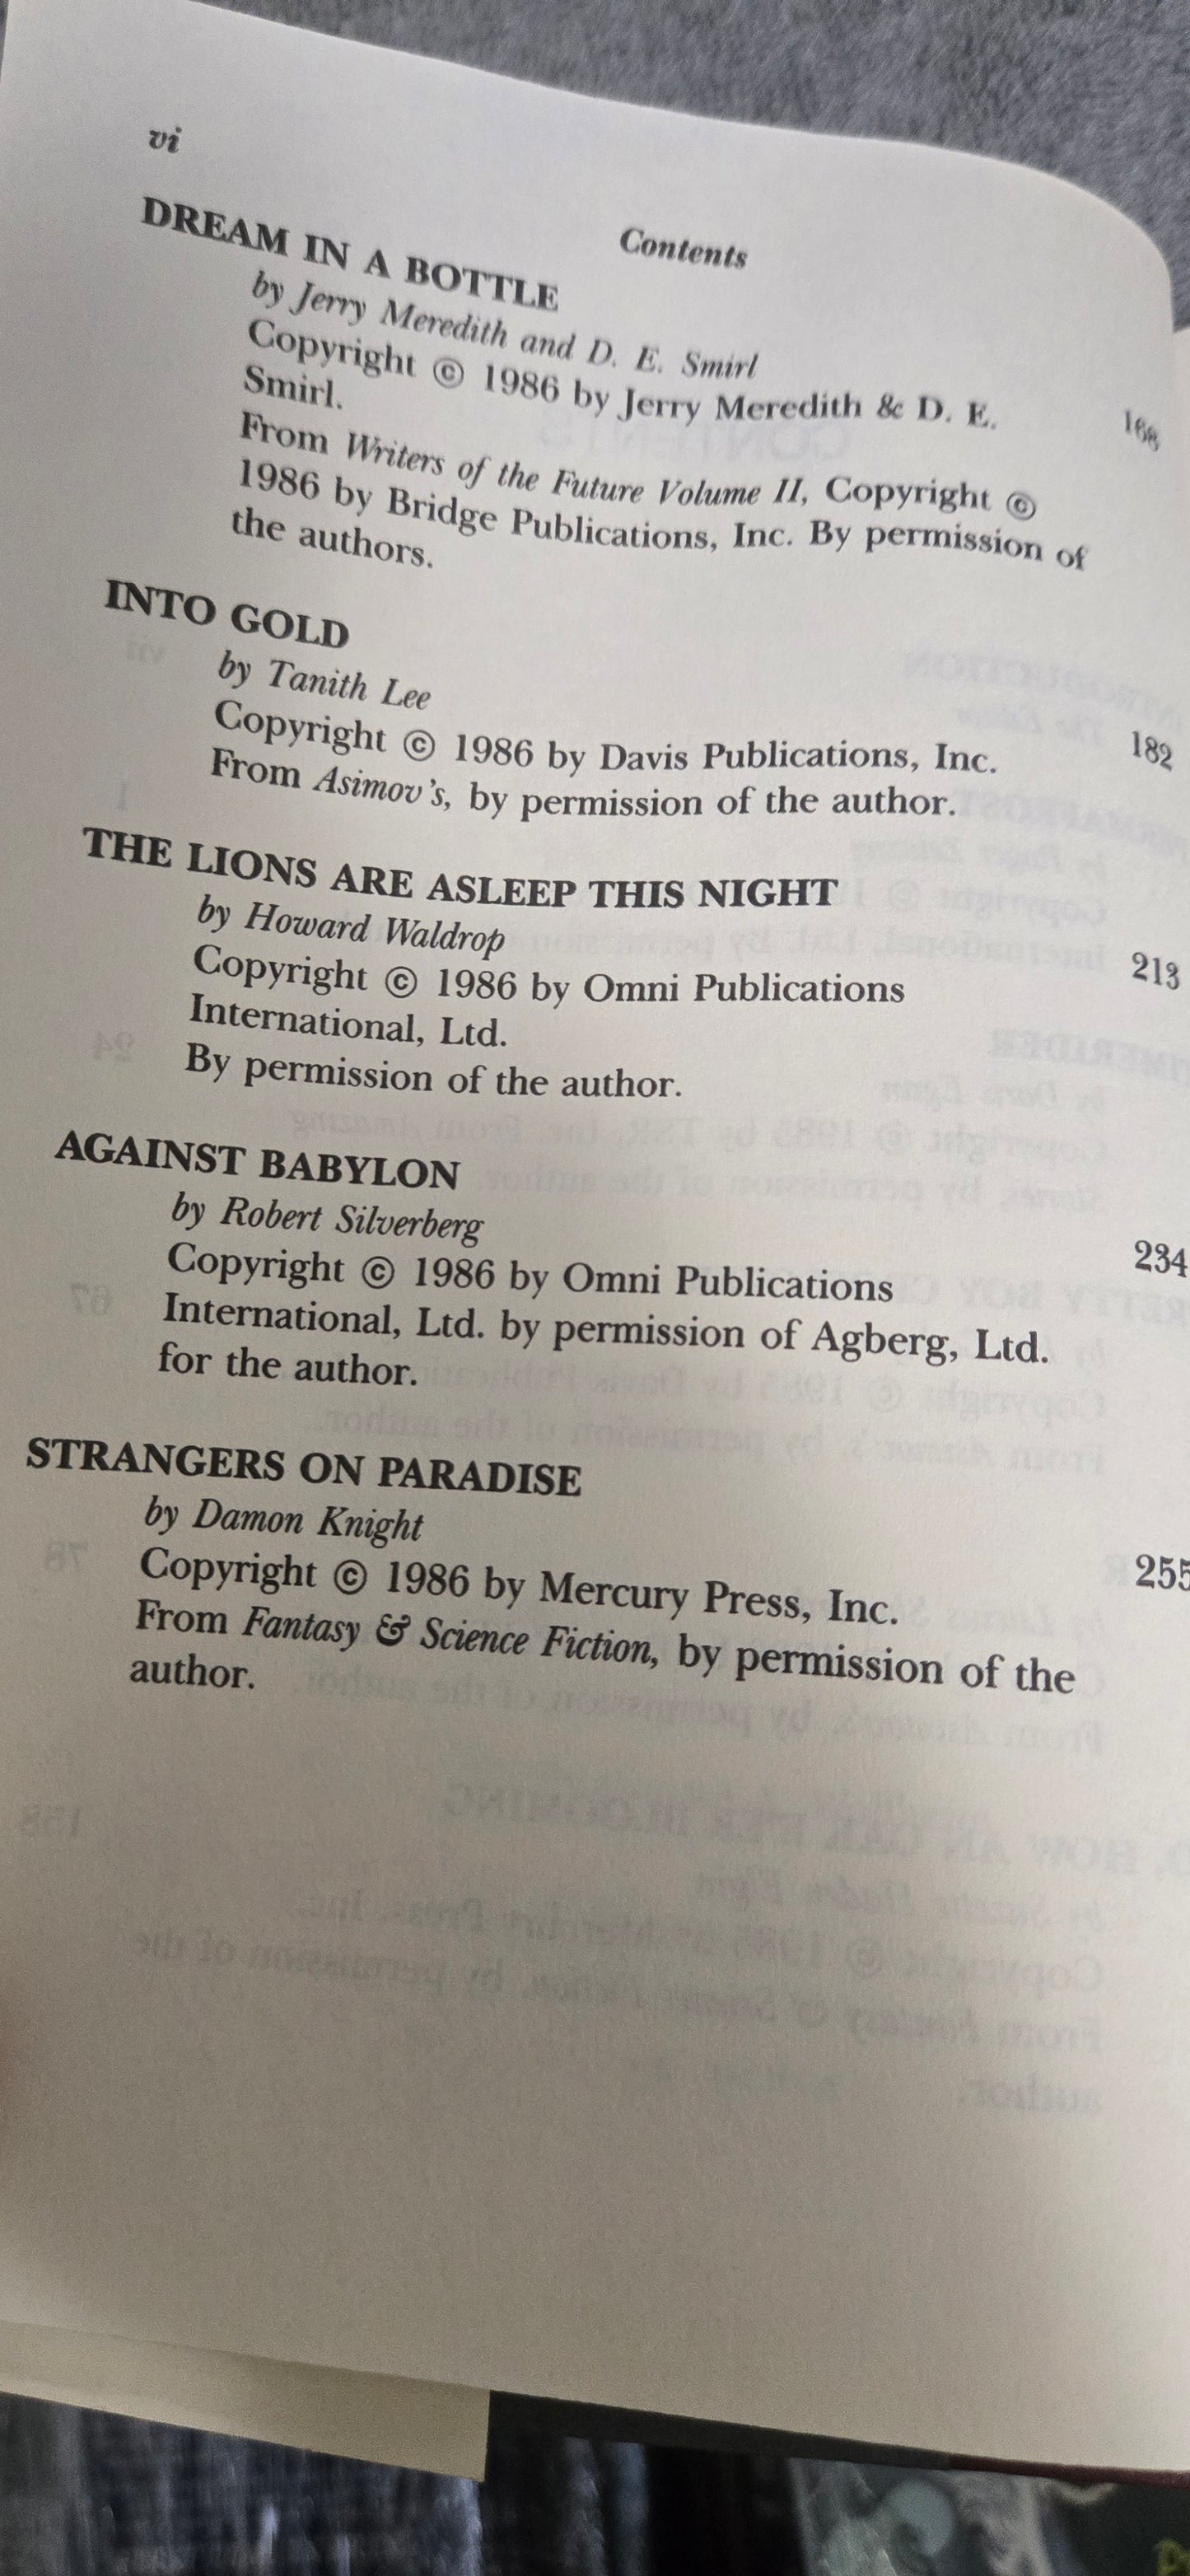 vi
Contents
DREAM IN A BOTTLE
by Jerry Meredith and D. E. Smirl
Copyright © 1986 by Jerry Meredith & D. E. 168
Smirl.
From Writers of the Future Volume II, Copyright ©
1986 by Bridge Publications, Inc. By permission of
the authors.
INTO GOLD
by Tanith Lee
Copyright © 1986 by Davis Publications, Inc. 182
From Asimov's, by permission of the author.
THE LIONS ARE ASLEEP THIS NIGHT
by Howard Waldrop
Copyright © 1986 by Omni Publications 213
International, Ltd.
By permission of the author.
AGAINST BABYLON
by Robert Silverberg 234
Copyright © 1986 by Omni Publications
International, Ltd. by permission of Agberg, Ltd.
for the author.
STRANGERS ON PARADISE
by Damon Knight 255
Copyright © 1986 by Mercury Press, Inc.
From Fantasy & Science Fiction, by permission of the
author.